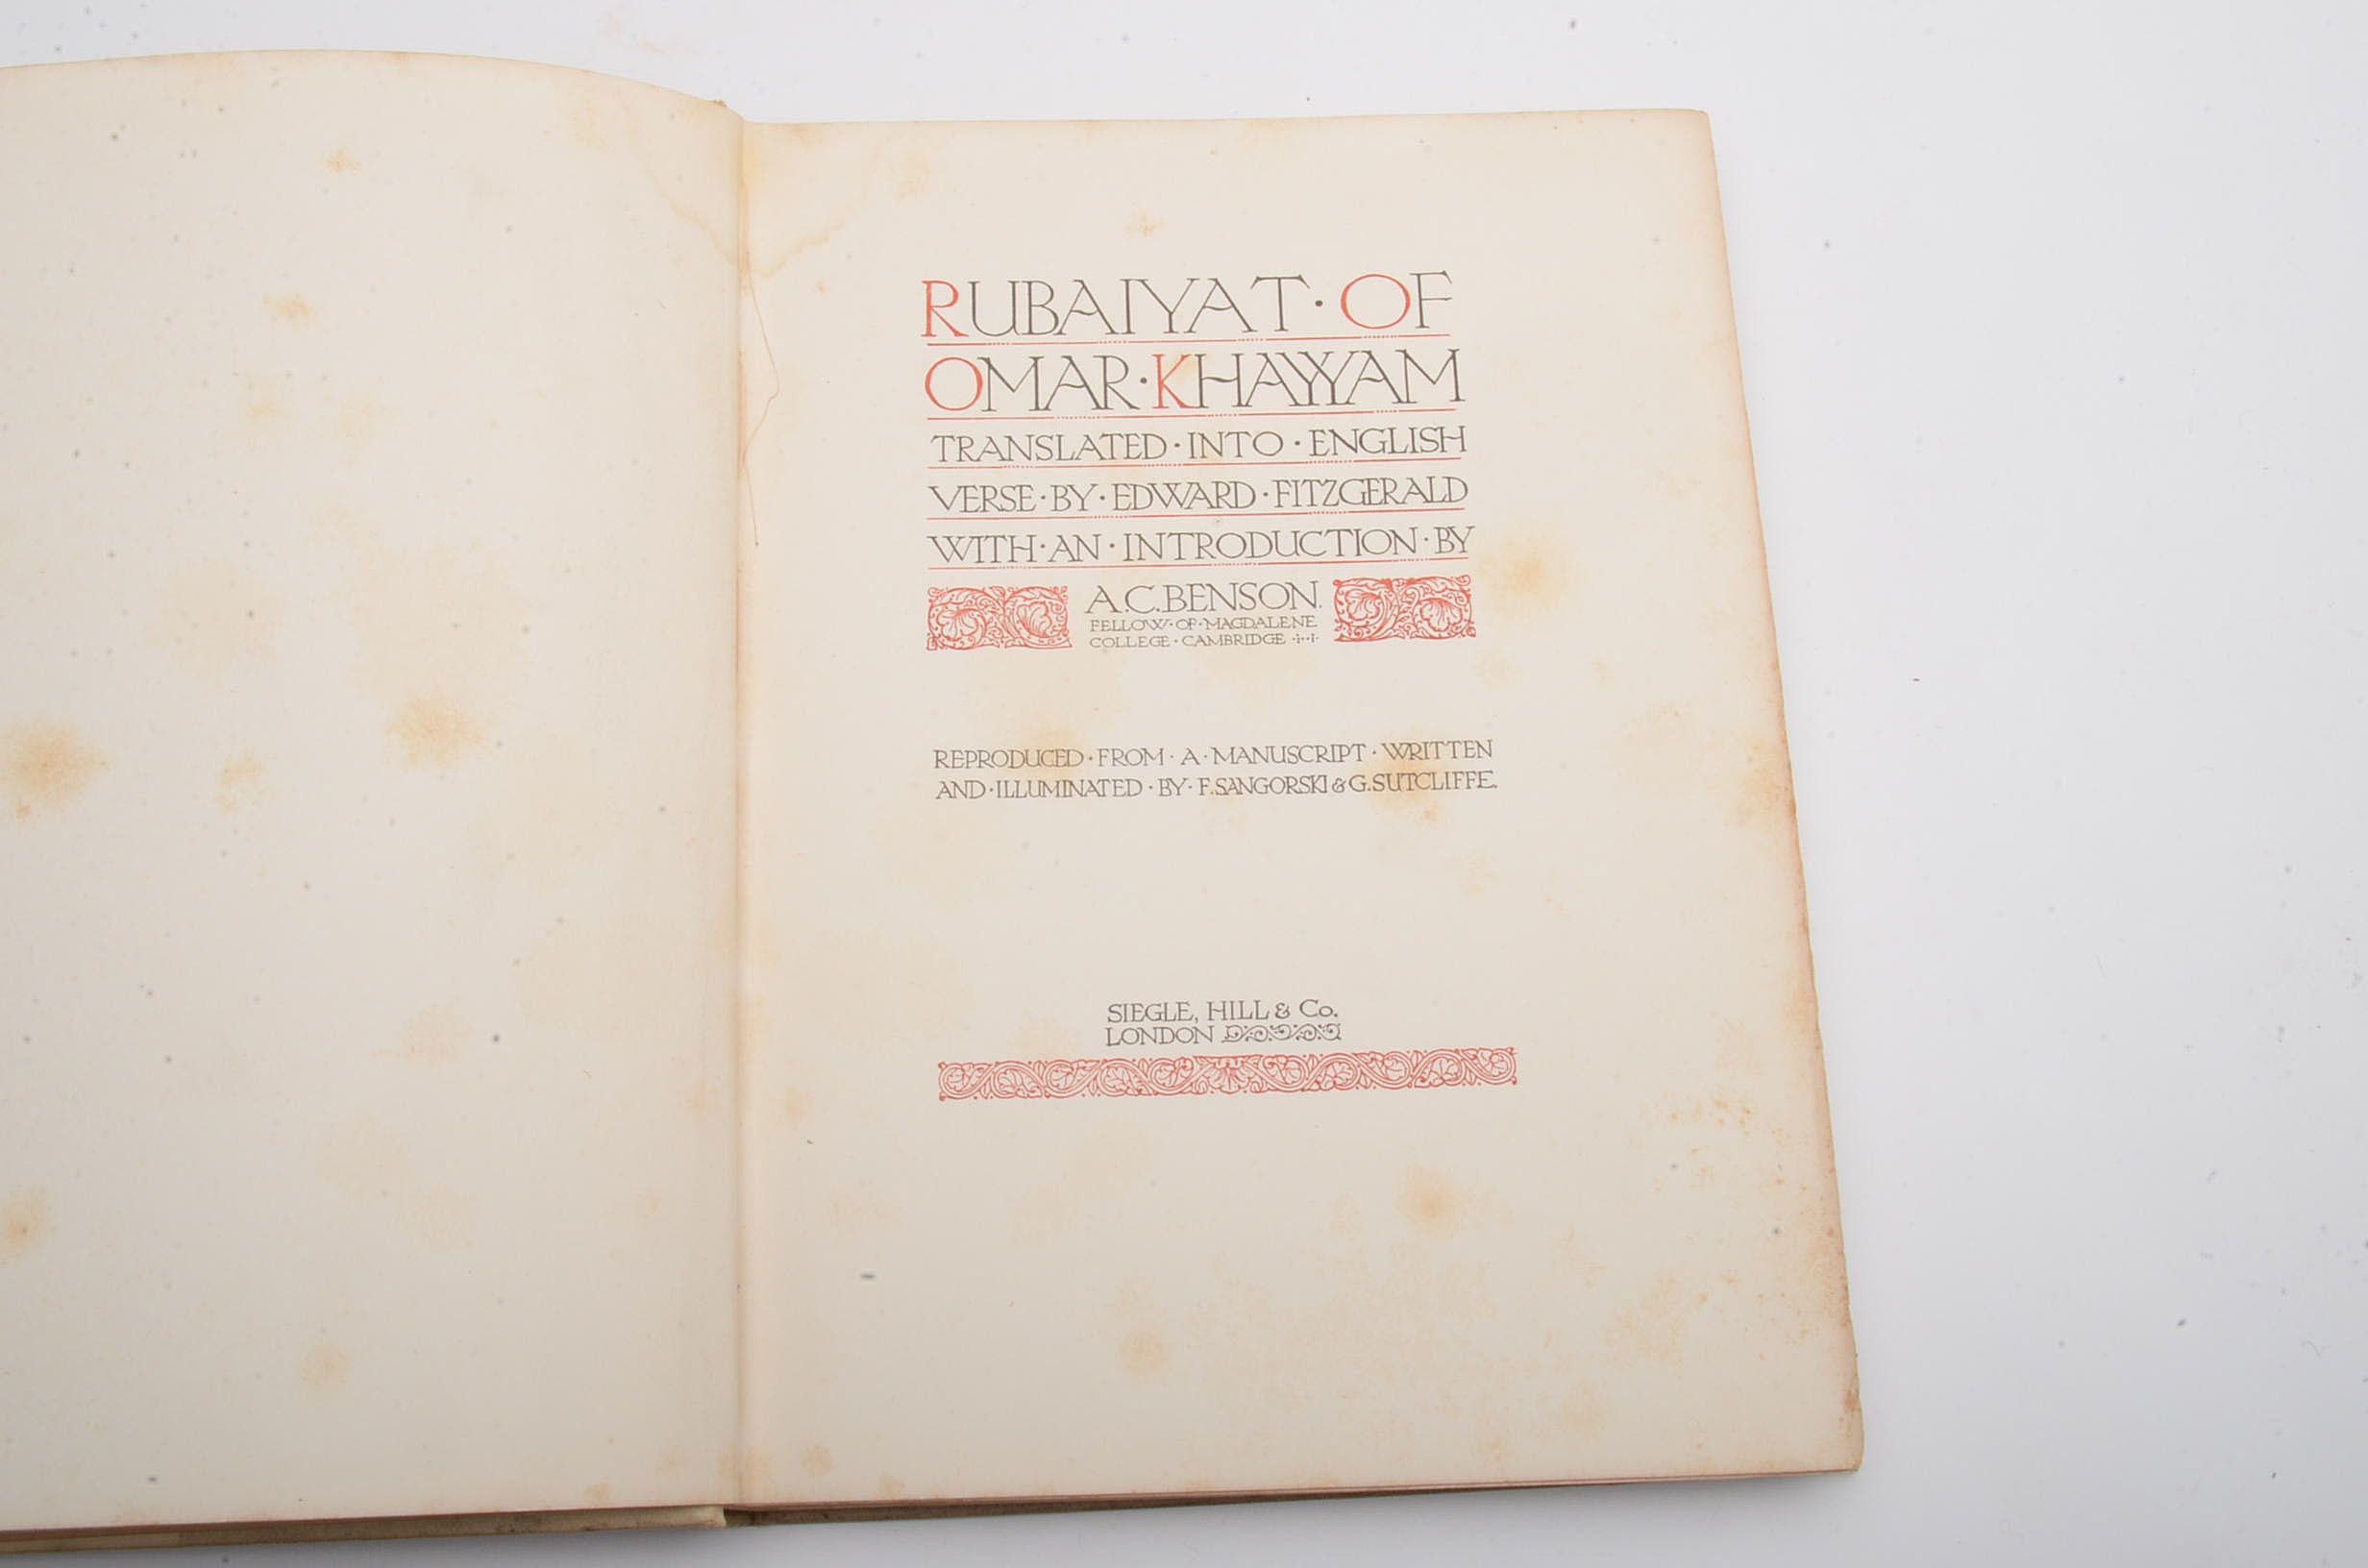 RUBAIYAT · OF
OMAR · KHAYYAM
TRANSLATED · INTO · ENGLISH
VERSE · BY · EDWARD · FITZGERALD
WITH · AN · INTRODUCTION · BY
A.C. BENSON.
FELLOW · OF · MAGDALENE
COLLEGE · CAMBRIDGE
REPRODUCED · FROM · A · MANUSCRIPT · WRITTEN
AND · ILLUMINATED · BY · F. SANGORSKI & G. SUTCLIFFE.
SIEGLE, HILL & Co.
LONDON